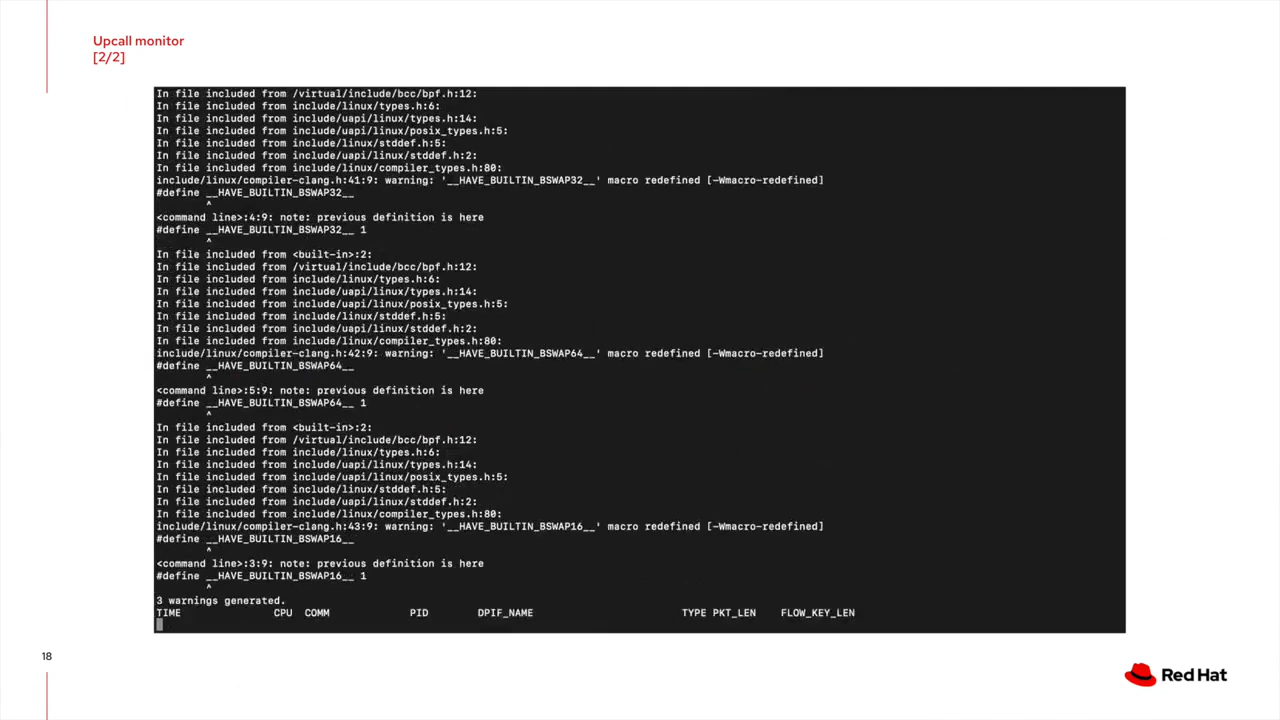 Upcall monitor
[2/2]
In file included from /virtual/include/bcc/bpf.h:12:
In file included from include/linux/types.h:6:
In file included from include/uapi/linux/types.h:14:
In file included from include/uapi/linux/posix_types.h:5:
In file included from include/linux/stddef.h:5:
In file included from include/uapi/linux/stddef.h:2:
In file included from include/linux/compiler_types.h:80:
include/linux/compiler-clang.h:41:9: warning: '__HAVE_BUILTIN_BSWAP32__' macro redefined [-Wmacro-redefined]
#define __HAVE_BUILTIN_BSWAP32__
        ^
<command line>:4:9: note: previous definition is here
#define __HAVE_BUILTIN_BSWAP32__ 1
        ^
In file included from <built-in>:2:
In file included from /virtual/include/bcc/bpf.h:12:
In file included from include/linux/types.h:6:
In file included from include/uapi/linux/types.h:14:
In file included from include/uapi/linux/posix_types.h:5:
In file included from include/linux/stddef.h:5:
In file included from include/uapi/linux/stddef.h:2:
In file included from include/linux/compiler_types.h:80:
include/linux/compiler-clang.h:42:9: warning: '__HAVE_BUILTIN_BSWAP64__' macro redefined [-Wmacro-redefined]
#define __HAVE_BUILTIN_BSWAP64__
        ^
<command line>:5:9: note: previous definition is here
#define __HAVE_BUILTIN_BSWAP64__ 1
        ^
In file included from <built-in>:2:
In file included from /virtual/include/bcc/bpf.h:12:
In file included from include/linux/types.h:6:
In file included from include/uapi/linux/types.h:14:
In file included from include/uapi/linux/posix_types.h:5:
In file included from include/linux/stddef.h:5:
In file included from include/uapi/linux/stddef.h:2:
In file included from include/linux/compiler_types.h:80:
include/linux/compiler-clang.h:43:9: warning: '__HAVE_BUILTIN_BSWAP16__' macro redefined [-Wmacro-redefined]
#define __HAVE_BUILTIN_BSWAP16__
        ^
<command line>:3:9: note: previous definition is here
#define __HAVE_BUILTIN_BSWAP16__ 1
        ^
3 warnings generated.
TIME CPU COMM PID DPIF_NAME TYPE PKT_LEN FLOW_KEY_LEN
18
Red Hat